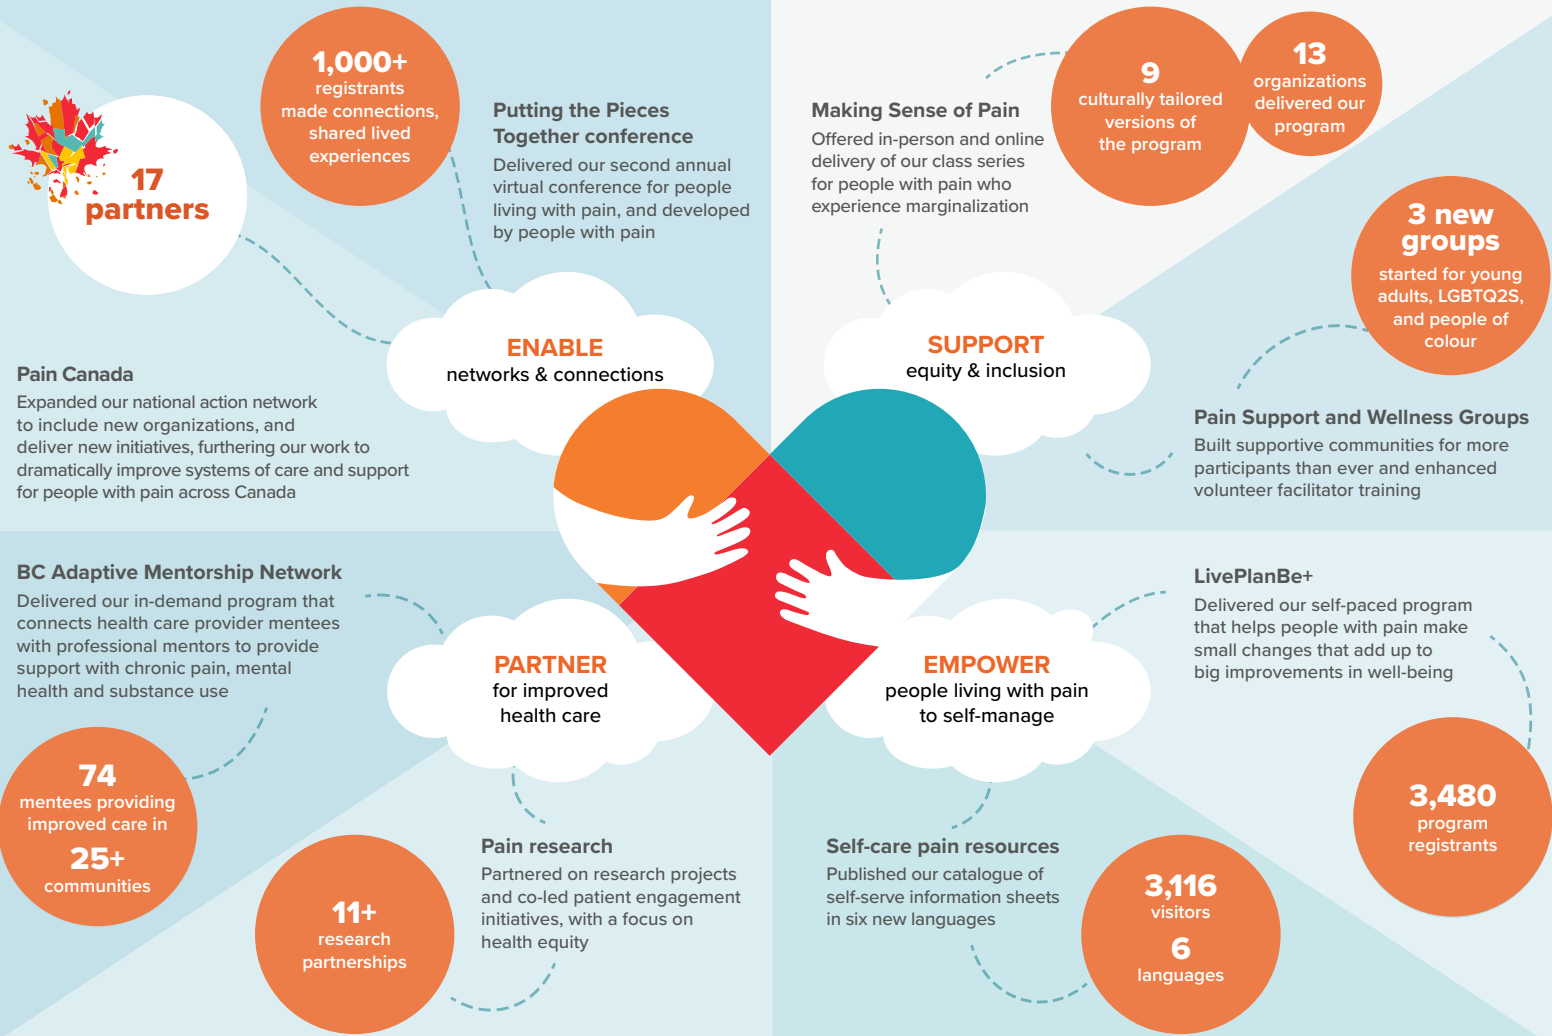 17
partners
1,000+
registrants
made connections,
shared lived
experiences
Putting the Pieces
Together conference
Delivered our second annual
virtual conference for people
living with pain, and developed
by people with pain
ENABLE
networks & connections
Pain Canada
Expanded our national action network
to include new organizations, and
deliver new initiatives, furthering our work to
dramatically improve systems of care and support
for people with pain across Canada
Making Sense of Pain
Offered in-person and online
delivery of our class series
for people with pain who
experience marginalization
9
culturally tailored
versions of
the program
13
organizations
delivered our
program
SUPPORT
equity & inclusion
3 new
groups
started for young
adults, LGBTQ2S,
and people of
colour
Pain Support and Wellness Groups
Built supportive communities for more
participants than ever and enhanced
volunteer facilitator training
BC Adaptive Mentorship Network
Delivered our in-demand program that
connects health care provider mentees
with professional mentors to provide
support with chronic pain, mental
health and substance use
74
mentees providing
improved care in
25+
communities
PARTNER
for improved
health care
Pain research
Partnered on research projects
and co-led patient engagement
initiatives, with a focus on
health equity
11+
research
partnerships
EMPOWER
people living with pain
to self-manage
LivePlanBe+
Delivered our self-paced program
that helps people with pain make
small changes that add up to
big improvements in well-being
3,480
program
registrants
Self-care pain resources
Published our catalogue of
self-serve information sheets
in six new languages
3,116
visitors
6
languages